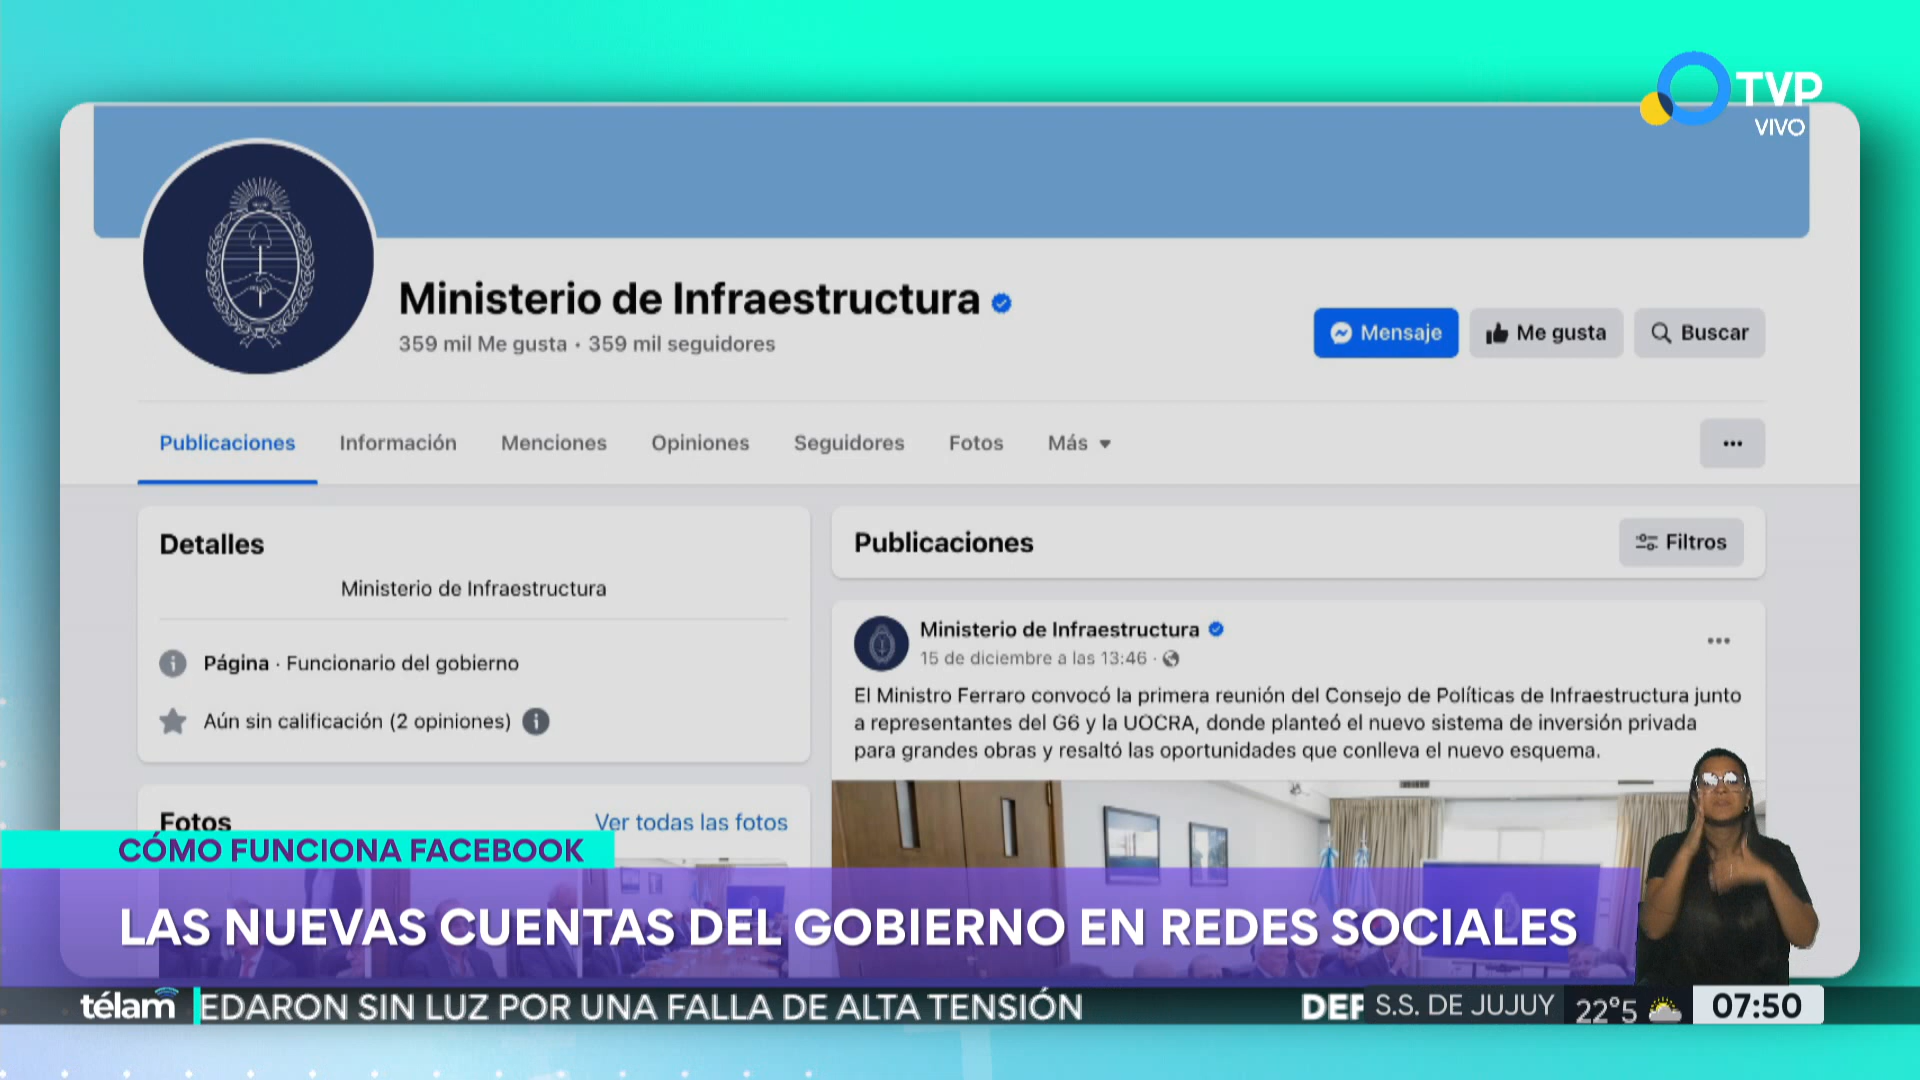 TVP
VIVO
Ministerio de Infraestructura
359 mil Me gusta • 359 mil seguidores
Mensaje
Me gusta
Buscar
Publicaciones
Información
Menciones
Opiniones
Seguidores
Fotos
Más
Detalles
Ministerio de Infraestructura
Página · Funcionario del gobierno
Aún sin calificación (2 opiniones)
Fotos
Ver todas las fotos
Publicaciones
Filtros
Ministerio de Infraestructura
15 de diciembre a las 13:46 ·
El Ministro Ferraro convocó la primera reunión del Consejo de Políticas de Infraestructura junto
a representantes del G6 y la UOCRA, donde planteó el nuevo sistema de inversión privada
para grandes obras y resaltó las oportunidades que conlleva el nuevo esquema.
CÓMO FUNCIONA FACEBOOK
LAS NUEVAS CUENTAS DEL GOBIERNO EN REDES SOCIALES
télam
EDARON SIN LUZ POR UNA FALLA DE ALTA TENSIÓN
DEP
S.S. DE JUJUY
22°5
07:50